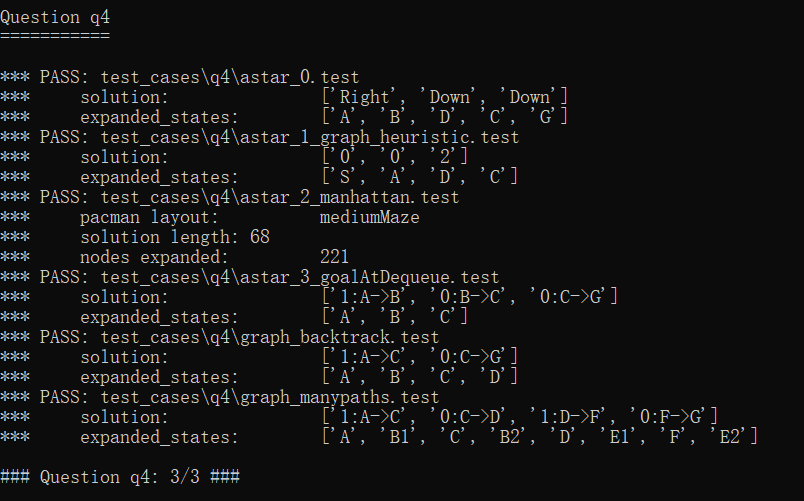 Question q4
===========
*** PASS: test_cases\q4\astar_0.test
*** solution: ['Right', 'Down', 'Down']
*** expanded_states: ['A', 'B', 'D', 'C', 'G']
*** PASS: test_cases\q4\astar_1_graph_heuristic.test
*** solution: ['0', '0', '2']
*** expanded_states: ['S', 'A', 'D', 'C']
*** PASS: test_cases\q4\astar_2_manhattan.test
*** pacman layout: mediumMaze
*** solution length: 68
*** nodes expanded: 221
*** PASS: test_cases\q4\astar_3_goalAtDequeue.test
*** solution: ['1:A->B', '0:B->C', '0:C->G']
*** expanded_states: ['A', 'B', 'C']
*** PASS: test_cases\q4\graph_backtrack.test
*** solution: ['1:A->C', '0:C->G']
*** expanded_states: ['A', 'B', 'C', 'D']
*** PASS: test_cases\q4\graph_manypaths.test
*** solution: ['1:A->C', '0:C->D', '1:D->F', '0:F->G']
*** expanded_states: ['A', 'B1', 'C', 'B2', 'D', 'E1', 'F', 'E2']
### Question q4: 3/3 ###